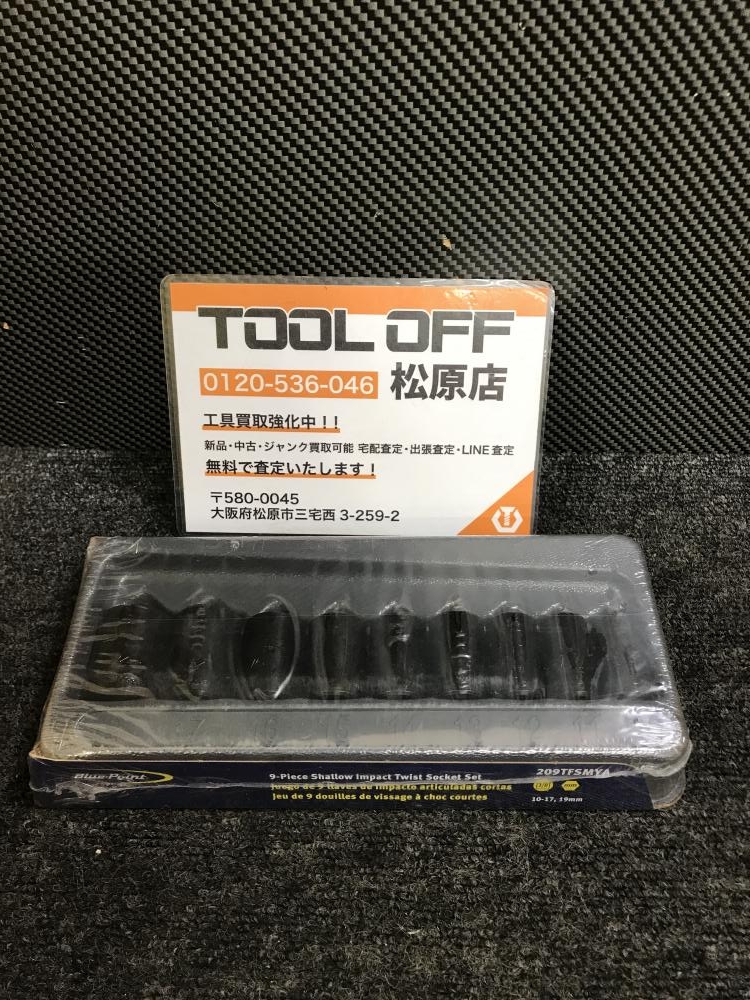 TOOL OFF
0120-536-046 松原店
工具買取強化中！！
新品・中古・ジャンク買取可能 宅配査定・出張査定・LINE査定
無料で査定いたします！
〒580-0045
大阪府松原市三宅西 3-259-2
Blue-Point
9-Piece Shallow Impact Twist Socket Set
Juego de 9 llaves de impacto articuladas cortas
Jeu de 9 douilles de vissage à choc courtes
209TFSMYA
10-17, 19mm